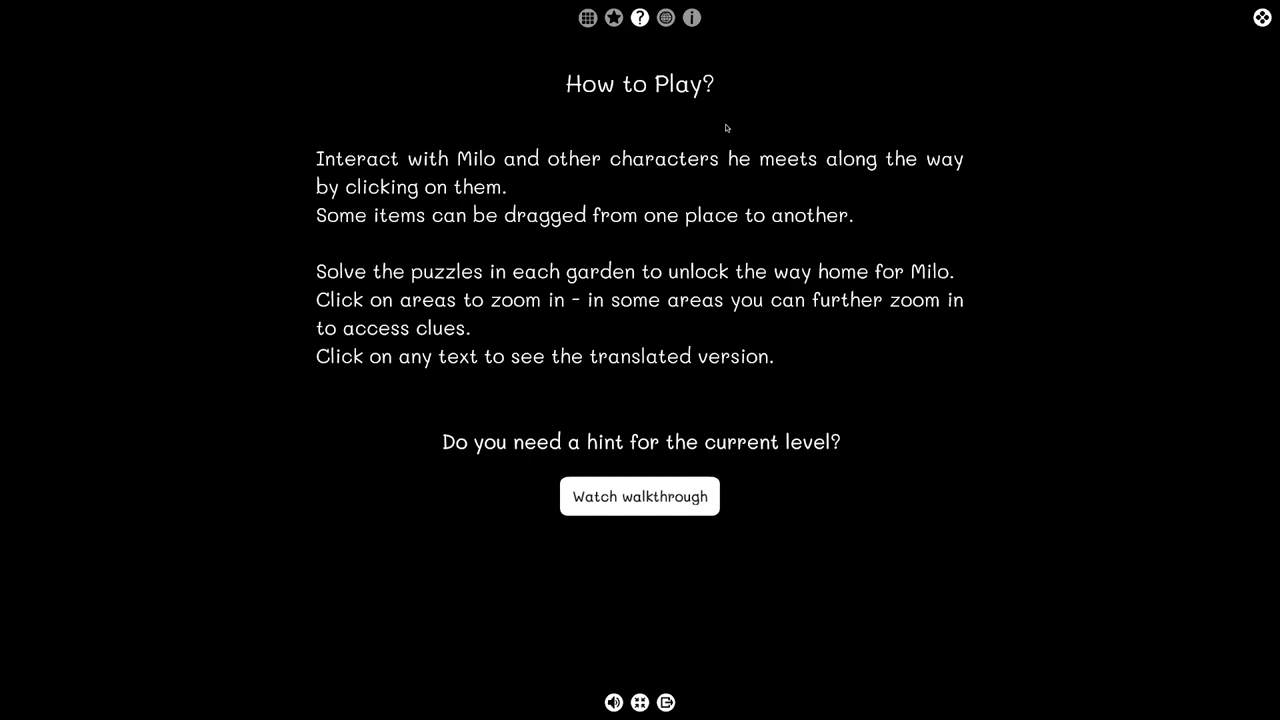 How to Play?
Interact with Milo and other characters he meets along the way
by clicking on them.
Some items can be dragged from one place to another.
Solve the puzzles in each garden to unlock the way home for Milo.
Click on areas to zoom in - in some areas you can further zoom in
to access clues.
Click on any text to see the translated version.
Do you need a hint for the current level?
Watch walkthrough